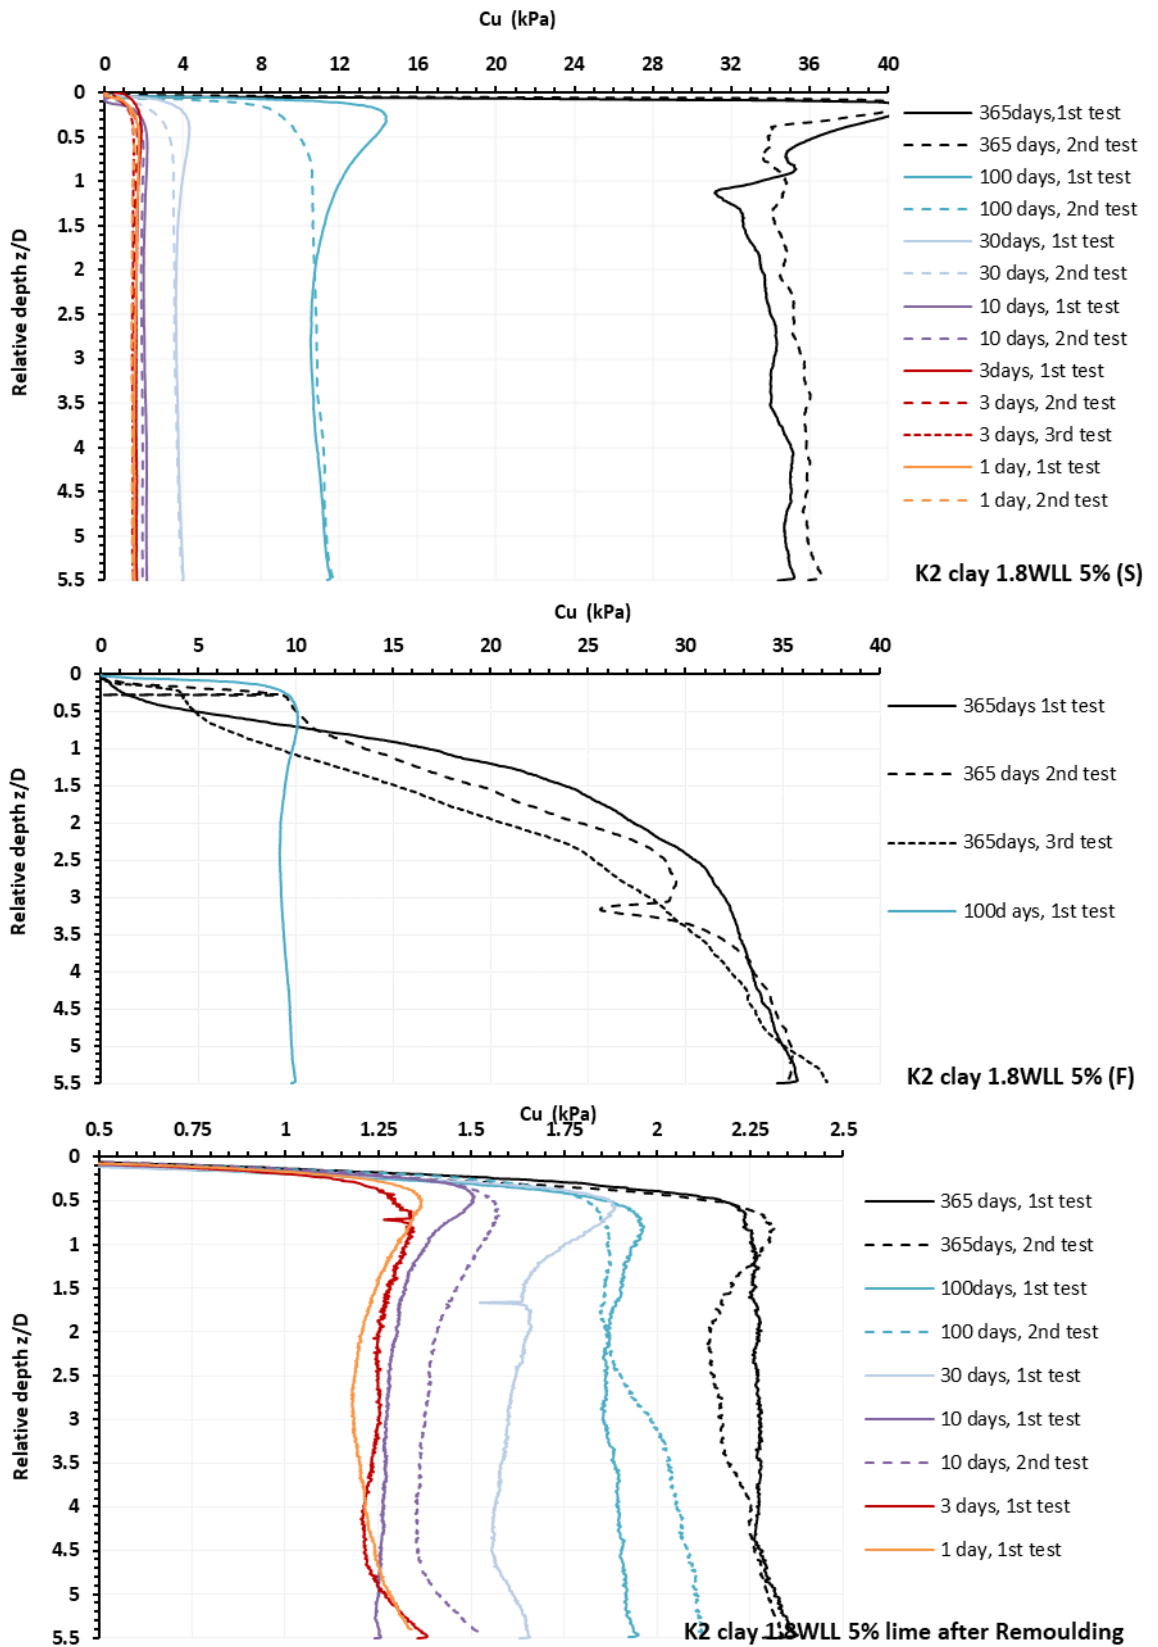 Cu (kPa)
0 4 8 12 16 20 24 28 32 36 40
Relative depth z/D
0
0.5
1
1.5
2
2.5
3
3.5
4
4.5
5
5.5
365days,1st test
365 days, 2nd test
100 days, 1st test
100 days, 2nd test
30days, 1st test
30 days, 2nd test
10 days, 1st test
10 days, 2nd test
3days, 1st test
3 days, 2nd test
3 days, 3rd test
1 day, 1st test
1 day, 2nd test
K2 clay 1.8WLL 5% (S)
Cu (kPa)
0 5 10 15 20 25 30 35 40
Relative depth z/D
0
0.5
1
1.5
2
2.5
3
3.5
4
4.5
5
5.5
365days 1st test
365 days 2nd test
365days, 3rd test
100d ays, 1st test
K2 clay 1.8WLL 5% (F)
Cu (kPa)
0.5 0.75 1 1.25 1.5 1.75 2 2.25 2.5
Relative depth z/D
0
0.5
1
1.5
2
2.5
3
3.5
4
4.5
5
5.5
365 days, 1st test
365days, 2nd test
100days, 1st test
100 days, 2nd test
30 days, 1st test
10 days, 1st test
10 days, 2nd test
3 days, 1st test
1 day, 1st test
K2 clay 1.8WLL 5% lime after Remoulding